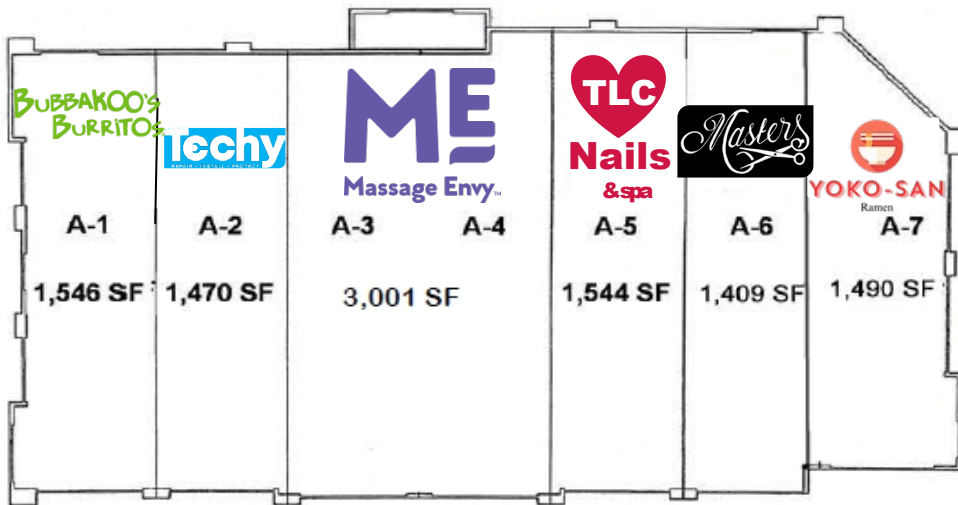 BUBBAKOO'S
BURRITOS
A-1
1,546 SF
Techy
A-2
1,470 SF
ME
Massage Envy
A-3 A-4
3,001 SF
TLC
Nails
& spa
A-5
1,544 SF
Masters
A-6
1,409 SF
YOKO-SAN
Ramen
A-7
1,490 SF